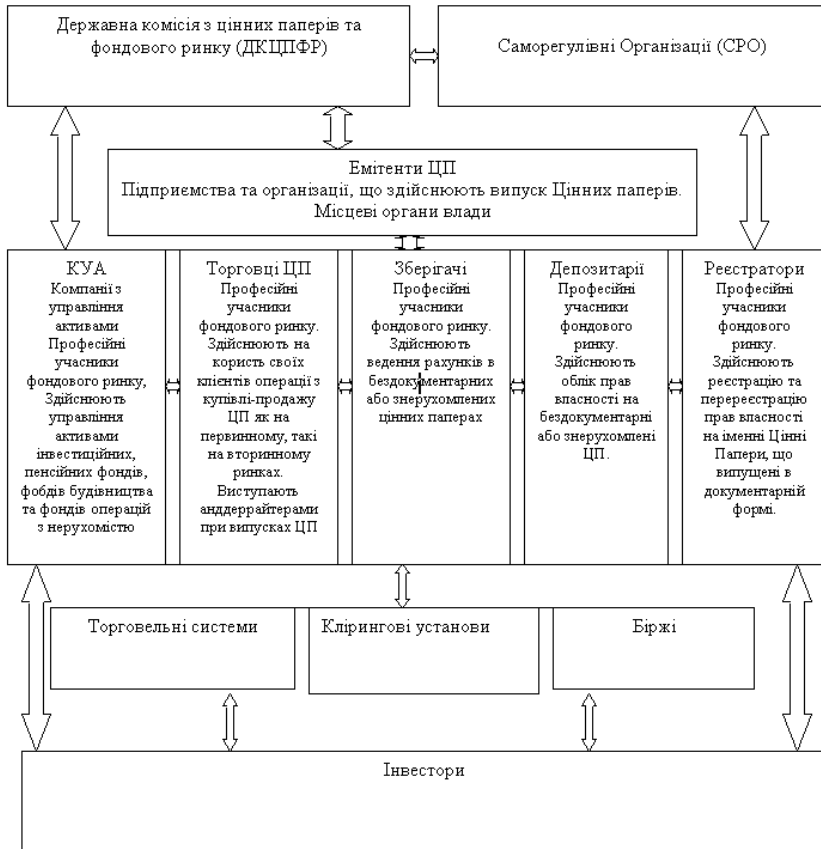 Державна комісія з цінних паперів та
фондового ринку (ДКЦПФР)
Саморегулівні Організації (СРО)
Емітенти ЦП
Підприємства та організації, що здійснюють випуск Цінних паперів.
Місцеві органи влади
КУА
Компанії з
управління
активами
Професійні
учасники
фондового ринку,
Здійснюють
управління
активами
інвестиційних,
пенсійних фондів,
фобдів будівництва
та фондів операцій
з нерухомістю
Торговці ЦП
Професійні
учасники
фондового ринку.
Здійснюють на
користь своїх
клієнтів операції з
купівлі-продажу
ЦП як на
первинному, такі
на вторинному
ринках.
Виступають
анддеррайтерами
при випусках ЦП
Зберігачі
Професійні
учасники
фондового ринку.
Здійснюють
ведення рахунків в
бездокументарних
або знерухомлених
цінних паперах
Депозитарії
Професійні
учасники
фондового
ринку.
Здійснюють
облік прав
власності на
бездокументарні
або знерухомлені
ЦП.
Реєстратори
Професійні
учасники
фондового
ринку.
Здійснюють
реєстрацію та
перереєстрацію
прав власності
на іменні Цінні
Папери, що
випущені в
документарній
формі.
Торговельні системи
Клірингові установи
Біржі
Інвестори